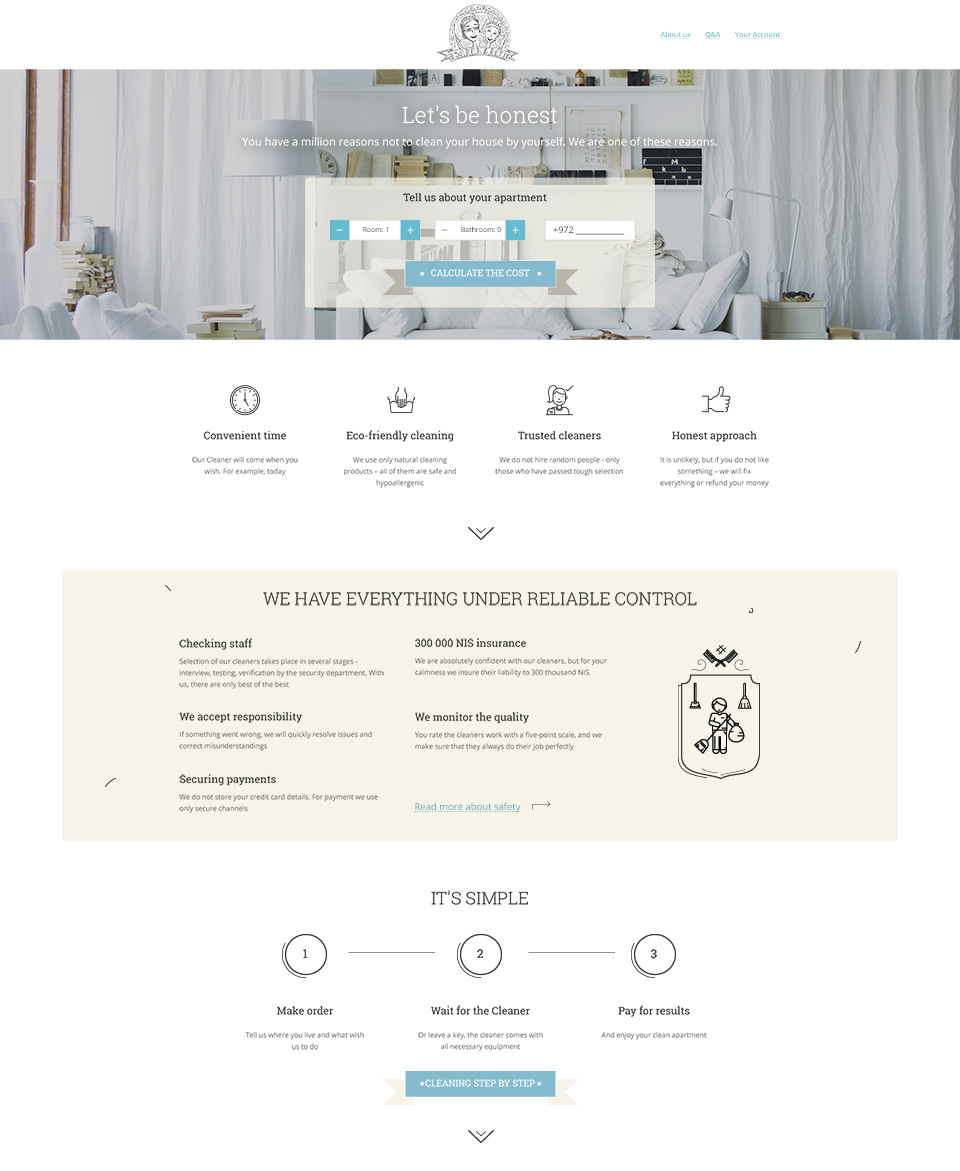 About us Q&A Your Account
Let's be honest
You have a million reasons not to clean your house by yourself. We are one of these reasons.
Tell us about your apartment
− Room: 1 + − Bathroom: 0 + +972 ___________
CALCULATE THE COST
Convenient time
Our Cleaner will come when you
wish. For example, today
Eco-friendly cleaning
We use only natural cleaning
products – all of them are safe and
hypoallergenic
Trusted cleaners
We do not hire random people - only
those who have passed tough selection
Honest approach
It is unlikely, but if you do not like
something – we will fix
everything or refund your money
WE HAVE EVERYTHING UNDER RELIABLE CONTROL
Checking staff
Selection of our cleaners takes place in several stages -
interview, testing, verification by the security department. With
us, there are only best of the best
300 000 NIS insurance
We are absolutely confident with our cleaners, but for your
calmness we insure their liability to 300 thousand NIS.
We accept responsibility
If something went wrong, we will quickly resolve issues and
correct misunderstandings
We monitor the quality
You rate the cleaners work with a five-point scale, and we
make sure that they always do their job perfectly
Securing payments
We do not store your credit card details. For payment we use
only secure channels
Read more about safety
IT'S SIMPLE
1 2 3
Make order
Tell us where you live and what wish
us to do
Wait for the Cleaner
Or leave a key, the cleaner comes with
all necessary equipment
Pay for results
And enjoy your clean apartment
CLEANING STEP BY STEP